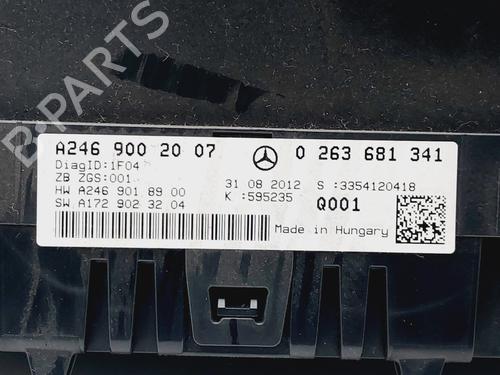 B-PARTS
A246 900 20 07 0 263 681 341
DiagID:1F04
ZB ZGS:001 31 08 2012 S :3354120418
HW A246 901 89 00 K :595235 Q001
SW A172 902 32 04
Made in Hungary